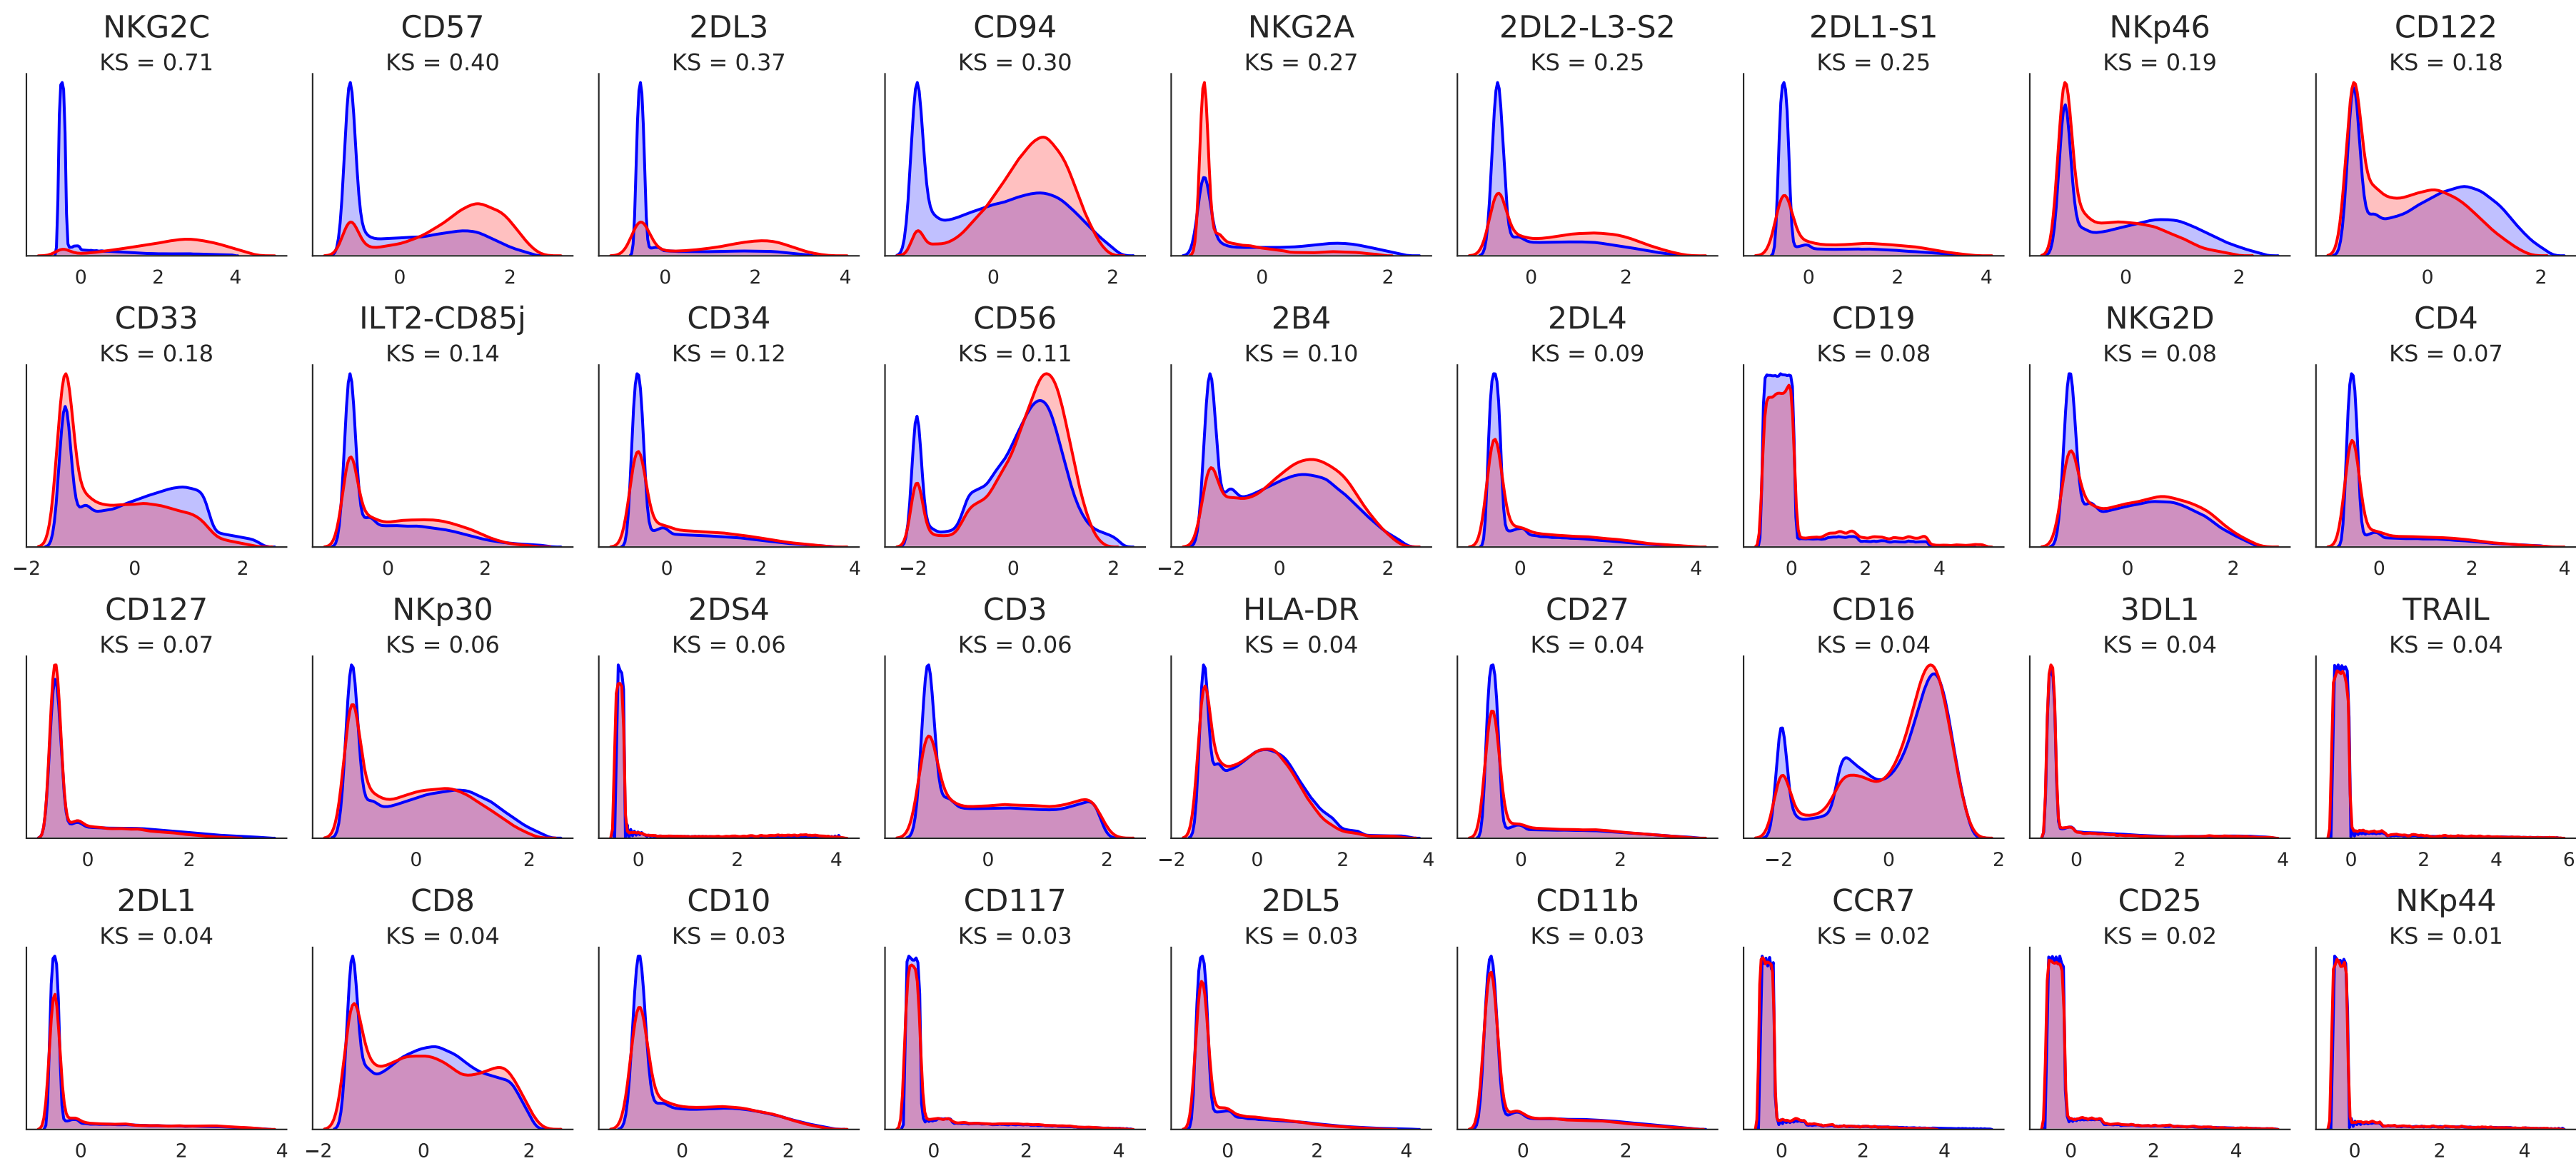 NKG2C CD57 2DL3 CD94 NKG2A 2DL2-L3-S2 2DL1-S1 NKp46 CD122
KS = 0.71 KS = 0.40 KS = 0.37 KS = 0.30 KS = 0.27 KS = 0.25 KS = 0.25 KS = 0.19 KS = 0.18
0 2 4 0 2 0 2 4 0 2 0 2 0 2 0 2 4 0 2 0 2
CD33 ILT2-CD85j CD34 CD56 2B4 2DL4 CD19 NKG2D CD4
KS = 0.18 KS = 0.14 KS = 0.12 KS = 0.11 KS = 0.10 KS = 0.09 KS = 0.08 KS = 0.08 KS = 0.07
−2 0 2 0 2 0 2 4 −2 0 2 −2 0 2 0 2 4 0 2 4 0 2 0 2 4
CD127 NKp30 2DS4 CD3 HLA-DR CD27 CD16 3DL1 TRAIL
KS = 0.07 KS = 0.06 KS = 0.06 KS = 0.06 KS = 0.04 KS = 0.04 KS = 0.04 KS = 0.04 KS = 0.04
0 2 0 2 0 2 4 0 2 −2 0 2 4 0 2 −2 0 2 0 2 4 0 2 4 6
2DL1 CD8 CD10 CD117 2DL5 CD11b CCR7 CD25 NKp44
KS = 0.04 KS = 0.04 KS = 0.03 KS = 0.03 KS = 0.03 KS = 0.03 KS = 0.02 KS = 0.02 KS = 0.01
0 2 4 −2 0 2 0 2 0 2 4 0 2 4 0 2 0 2 4 0 2 4 0 2 4